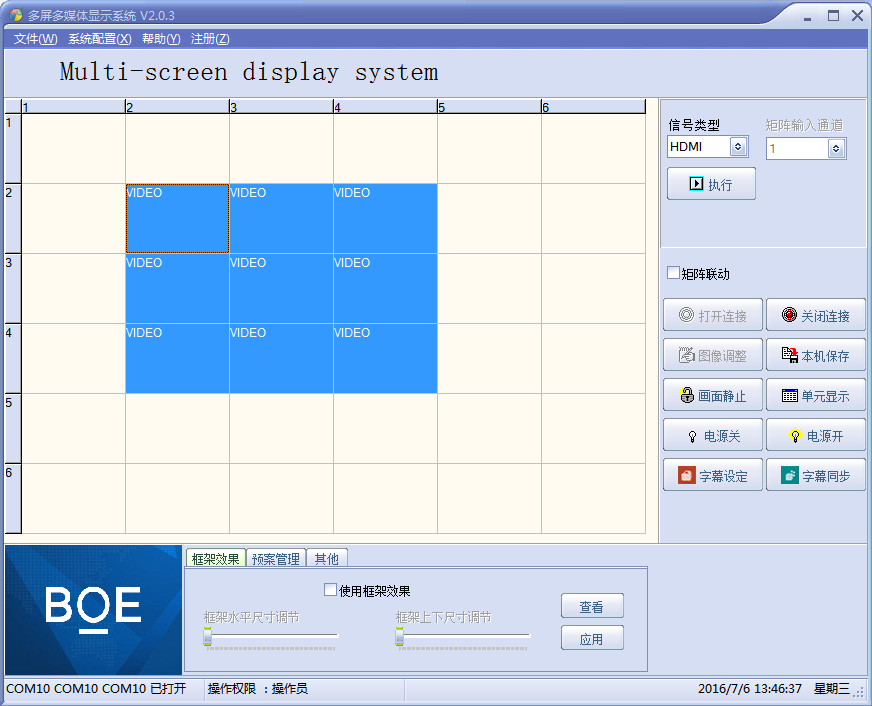 多屏多媒体显示系统 V2.0.3
文件(W) 系统配置(X) 帮助(Y) 注册(Z)
Multi-screen display system
1 2 3 4 5 6
1
2
VIDEO VIDEO VIDEO
3
VIDEO VIDEO VIDEO
4
VIDEO VIDEO VIDEO
5
6
信号类型 矩阵输入通道
HDMI 1
执行
矩阵联动
打开连接 关闭连接
图像调整 本机保存
画面静止 单元显示
电源关 电源开
字幕设定 字幕同步
BOE
框架效果 预案管理 其他
使用框架效果
框架水平尺寸调节 框架上下尺寸调节
查看
应用
COM10 COM10 COM10 已打开 操作权限 ：操作员 2016/7/6 13:46:37 星期三